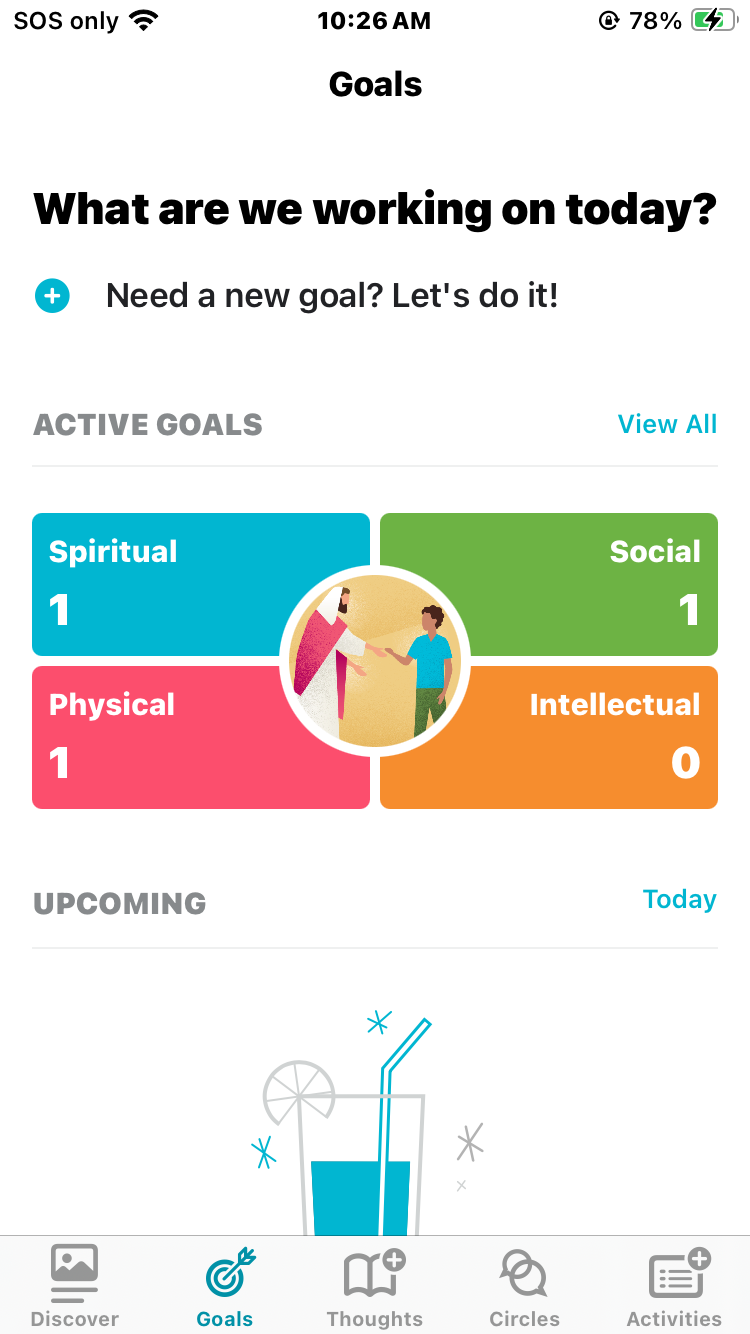 SOS only 10:26 AM 78%
Goals
What are we working on today?
Need a new goal? Let's do it!
ACTIVE GOALS View All
Spiritual Social
1 1
Physical Intellectual
1 0
UPCOMING Today
Discover Goals Thoughts Circles Activities